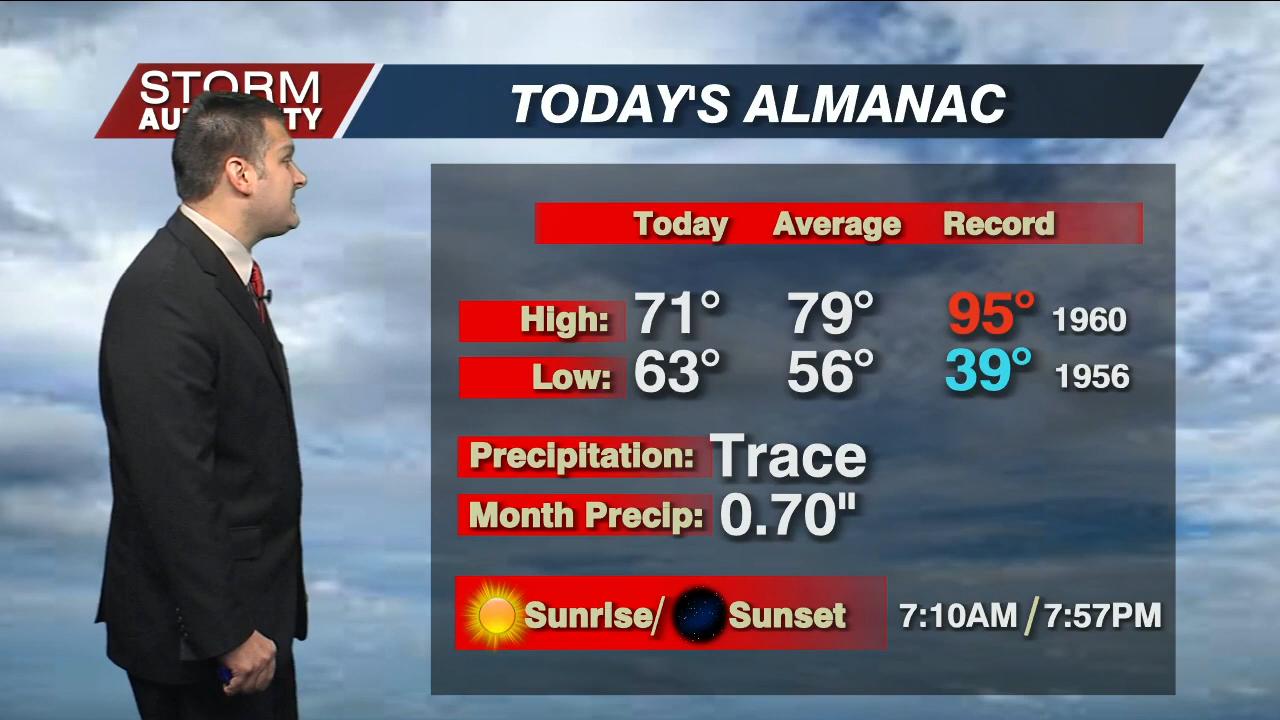 STORM
TODAY'S ALMANAC
Today Average Record
High: 71° 79° 95° 1960
Low: 63° 56° 39° 1956
Precipitation: Trace
Month Precip: 0.70"
Sunrise/ Sunset 7:10AM / 7:57PM